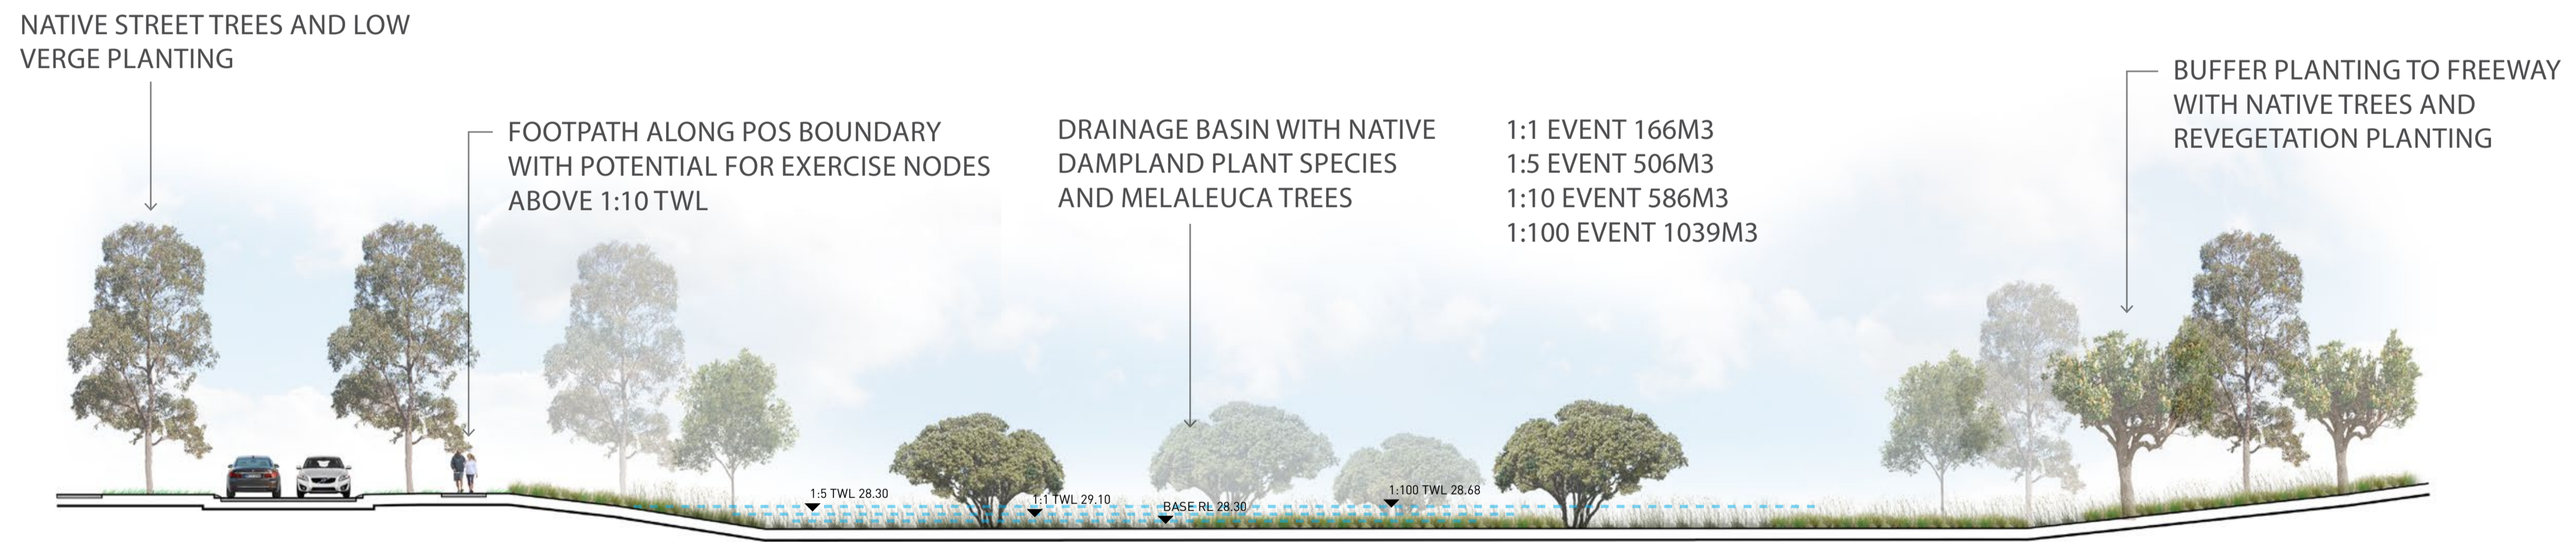 NATIVE STREET TREES AND LOW
VERGE PLANTING
FOOTPATH ALONG POS BOUNDARY
WITH POTENTIAL FOR EXERCISE NODES
ABOVE 1:10 TWL
DRAINAGE BASIN WITH NATIVE
DAMPLAND PLANT SPECIES
AND MELALEUCA TREES
1:1 EVENT 166M3
1:5 EVENT 506M3
1:10 EVENT 586M3
1:100 EVENT 1039M3
BUFFER PLANTING TO FREEWAY
WITH NATIVE TREES AND
REVEGETATION PLANTING
1:5 TWL 28.30
1:1 TWL 29.10
BASE RL 28.30
1:100 TWL 28.68